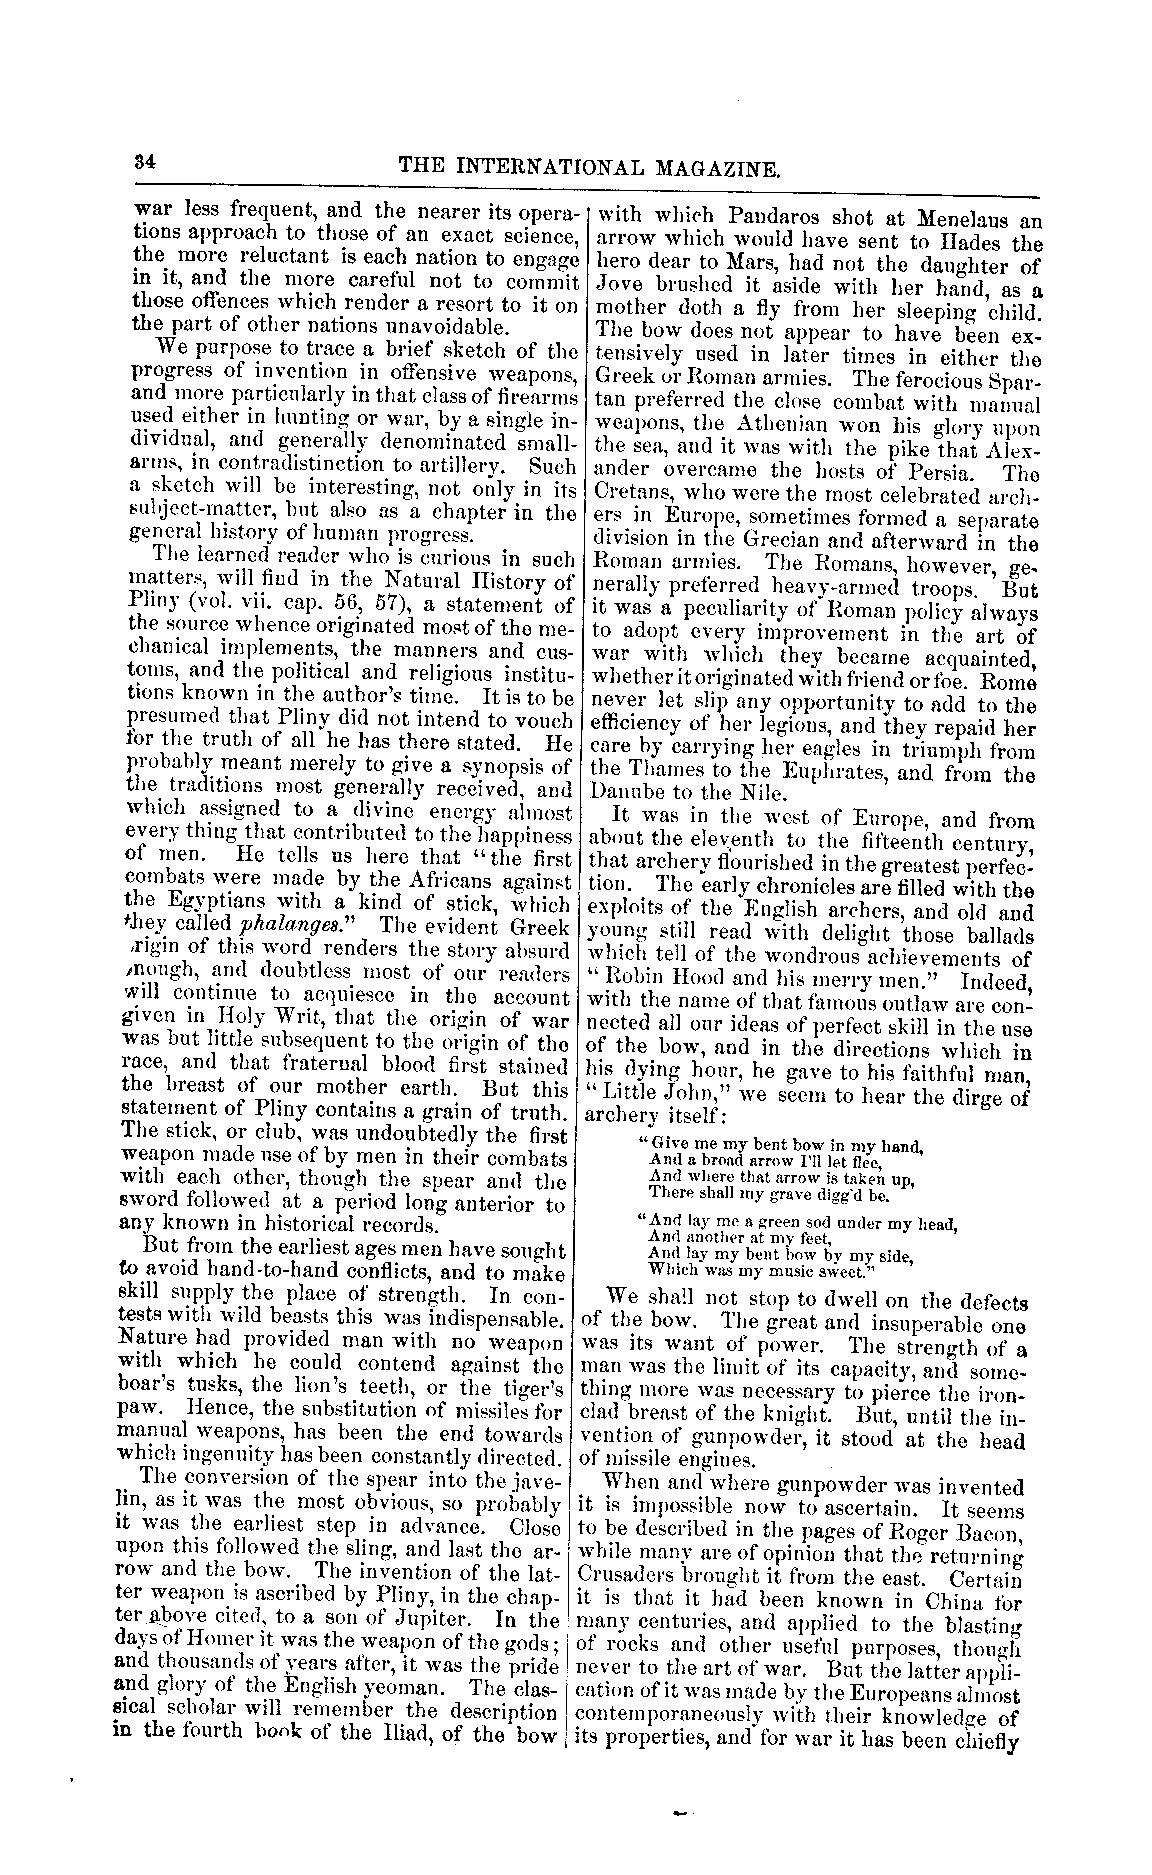 34
THE INTERNATIONAL MAGAZINE.
war less frequent, and the nearer its opera-
tions approach to those of an exact science,
the more reluctant is each nation to engage
in it, and the more careful not to commit
those offences which render a resort to it on
the part of other nations unavoidable.
We purpose to trace a brief sketch of the
progress of invention in offensive weapons,
and more particularly in that class of firearms
used either in hunting or war, by a single in-
dividual, and generally denominated small-
arms, in contradistinction to artillery. Such
a sketch will be interesting, not only in its
subject-matter, but also as a chapter in the
general history of human progress.
The learned reader who is curious in such
matters, will find in the Natural History of
Pliny (vol. vii. cap. 56, 57), a statement of
the source whence originated most of the me-
chanical implements, the manners and cus-
toms, and the political and religious institu-
tions known in the author's time. It is to be
presumed that Pliny did not intend to vouch
for the truth of all he has there stated. He
probably meant merely to give a synopsis of
the traditions most generally received, and
which assigned to a divine energy almost
every thing that contributed to the happiness
of men. He tells us here that "the first
combats were made by the Africans against
the Egyptians with a kind of stick, which
they called phalanges." The evident Greek
rigin of this word renders the story absurd
nough, and doubtless most of our readers
will continue to acquiesce in the account
given in Holy Writ, that the origin of war
was but little subsequent to the origin of the
race, and that fraternal blood first stained
the breast of our mother earth. But this
statement of Pliny contains a grain of truth.
The stick, or club, was undoubtedly the first
weapon made use of by men in their combats
with each other, though the spear and the
sword followed at a period long anterior to
any known in historical records.
But from the earliest ages men have sought
to avoid hand-to-hand conflicts, and to make
skill supply the place of strength. In con-
tests with wild beasts this was indispensable.
Nature had provided man with no weapon
with which he could contend against the
boar's tusks, the lion's teeth, or the tiger's
paw. Hence, the substitution of missiles for
manual weapons, has been the end towards
which ingenuity has been constantly directed.
The conversion of the spear into the jave-
lin, as it was the most obvious, so probably
it was the earliest step in advance. Close
upon this followed the sling, and last the ar-
row and the bow. The invention of the lat-
ter weapon is ascribed by Pliny, in the chap-
ter above cited, to a son of Jupiter. In the
days of Homer it was the weapon of the gods;
and thousands of years after, it was the pride
and glory of the English yeoman. The clas-
sical scholar will remember the description
in the fourth book of the Iliad, of the bow
with which Pandaros shot at Menelaus an
arrow which would have sent to Hades the
hero dear to Mars, had not the daughter of
Jove brushed it aside with her hand, as a
mother doth a fly from her sleeping child.
The bow does not appear to have been ex-
tensively used in later times in either the
Greek or Roman armies. The ferocious Spar-
tan preferred the close combat with manual
weapons, the Athenian won his glory upon
the sea, and it was with the pike that Alex-
ander overcame the hosts of Persia. The
Cretans, who were the most celebrated arch-
ers in Europe, sometimes formed a separate
division in the Grecian and afterward in the
Roman armies. The Romans, however, ge-
nerally preferred heavy-armed troops. But
it was a peculiarity of Roman policy always
to adopt every improvement in the art of
war with which they became acquainted,
whether it originated with friend or foe. Rome
never let slip any opportunity to add to the
efficiency of her legions, and they repaid her
care by carrying her eagles in triumph from
the Thames to the Euphrates, and from the
Danube to the Nile.
It was in the west of Europe, and from
about the eleventh to the fifteenth century,
that archery flourished in the greatest perfec-
tion. The early chronicles are filled with the
exploits of the English archers, and old and
young still read with delight those ballads
which tell of the wondrous achievements of
"Robin Hood and his merry men." Indeed,
with the name of that famous outlaw are con-
nected all our ideas of perfect skill in the use
of the bow, and in the directions which in
his dying hour, he gave to his faithful man,
"Little John," we seem to hear the dirge of
archery itself:
"Give me my bent bow in my hand,
And a broad arrow I'll let flee,
And where that arrow is taken up,
There shall my grave digg'd be.
"And lay me a green sod under my head,
And another at my feet,
And lay my bent bow by my side,
Which was my music sweet."
We shall not stop to dwell on the defects
of the bow. The great and insuperable one
was its want of power. The strength of a
man was the limit of its capacity, and some-
thing more was necessary to pierce the iron-
clad breast of the knight. But, until the in-
vention of gunpowder, it stood at the head
of missile engines.
When and where gunpowder was invented
it is impossible now to ascertain. It seems
to be described in the pages of Roger Bacon,
while many are of opinion that the returning
Crusaders brought it from the east. Certain
it is that it had been known in China for
many centuries, and applied to the blasting
of rocks and other useful purposes, though
never to the art of war. But the latter appli-
cation of it was made by the Europeans almost
contemporaneously with their knowledge of
its properties, and for war it has been chiefly